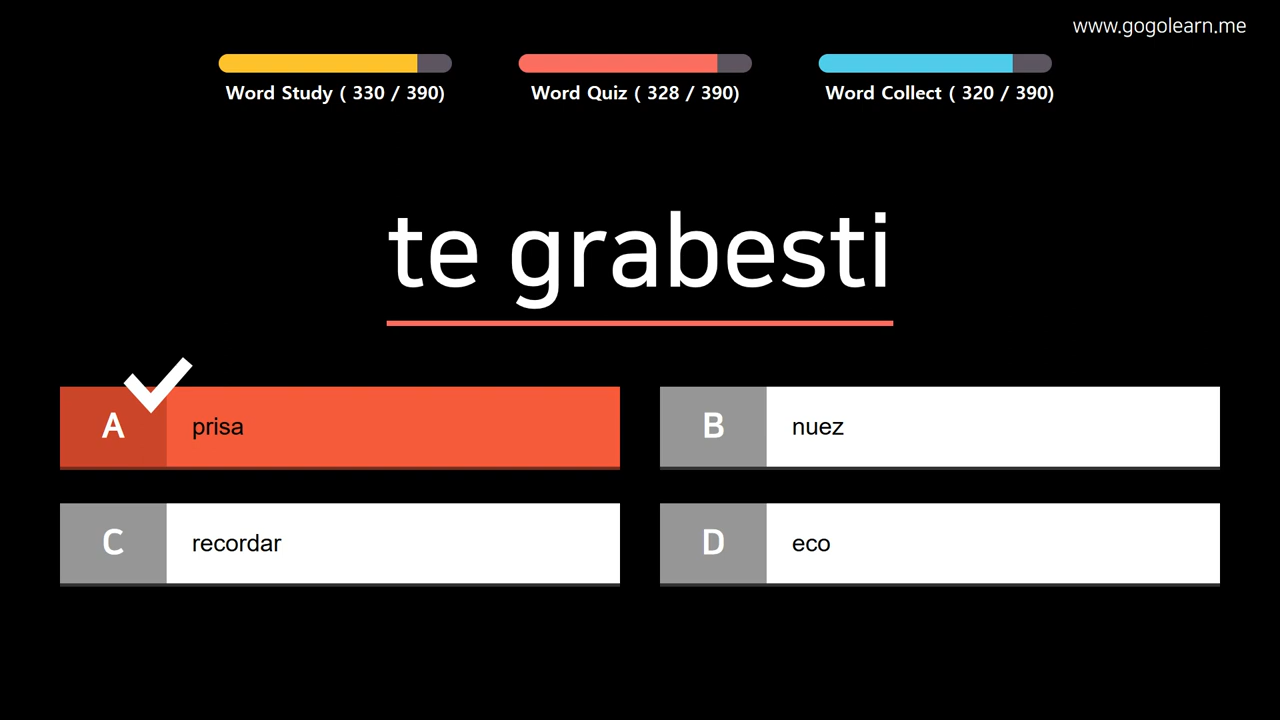 www.gogolearn.me
Word Study ( 330 / 390)
Word Quiz ( 328 / 390)
Word Collect ( 320 / 390)
te grabesti
A prisa
B nuez
C recordar
D eco